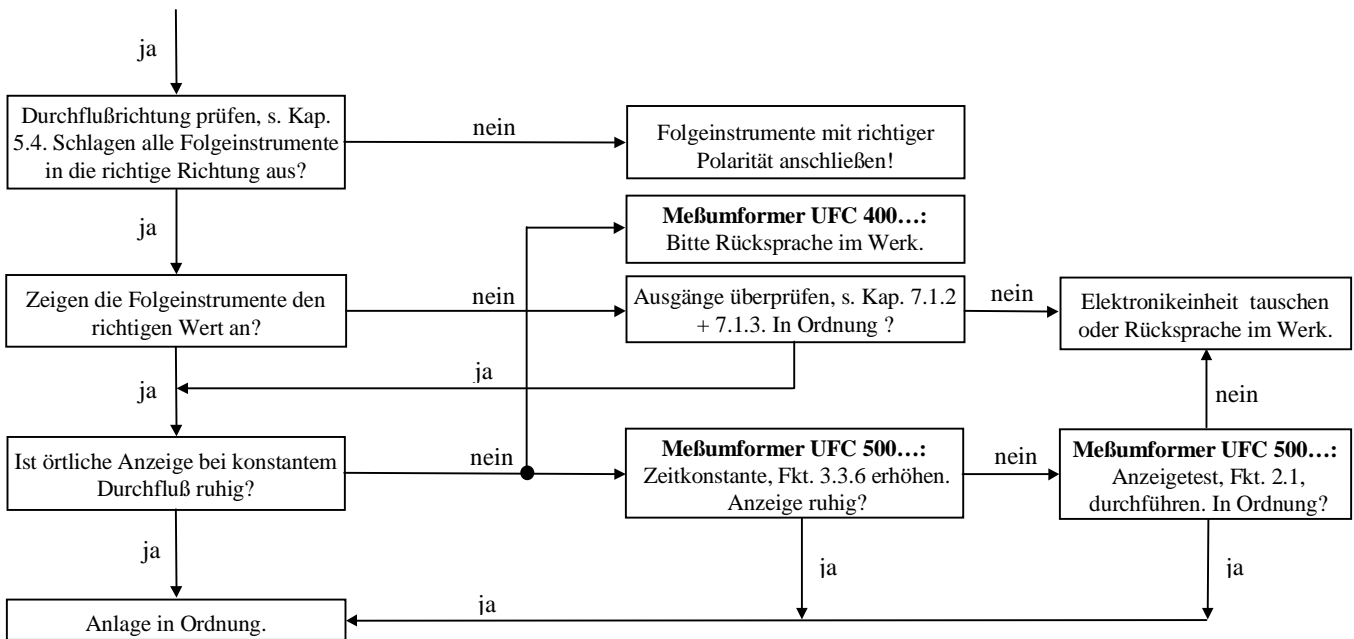 ja
Durchflußrichtung prüfen, s. Kap.
5.4. Schlagen alle Folgeinstrumente
in die richtige Richtung aus?
nein
Folgeinstrumente mit richtiger
Polarität anschließen!
ja
Meßumformer UFC 400…:
Bitte Rücksprache im Werk.
Zeigen die Folgeinstrumente den
richtigen Wert an?
nein
Ausgänge überprüfen, s. Kap. 7.1.2
+ 7.1.3. In Ordnung ?
nein
Elektronikeinheit tauschen
oder Rücksprache im Werk.
ja
ja
nein
Ist örtliche Anzeige bei konstantem
Durchfluß ruhig?
nein
Meßumformer UFC 500…:
Zeitkonstante, Fkt. 3.3.6 erhöhen.
Anzeige ruhig?
nein
Meßumformer UFC 500…:
Anzeigetest, Fkt. 2.1,
durchführen. In Ordnung?
ja
ja
ja
Anlage in Ordnung.
ja